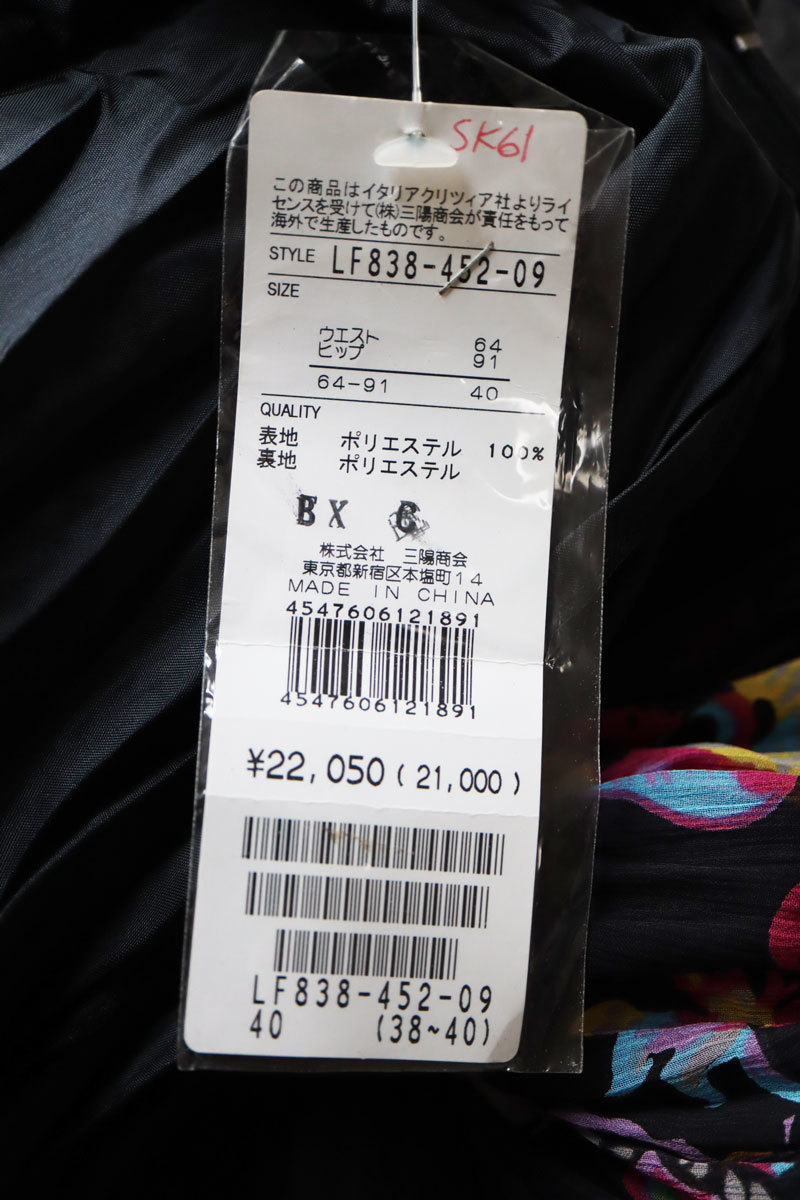 SK61
この商品はイタリアクリツィア社よりライ
センスを受けて(株)三陽商会が責任をもって
海外で生産したものです。
STYLE LF838-452-09
SIZE
ウエスト 64
ヒップ 91
64-91 40
QUALITY
表地 ポリエステル 100%
裏地 ポリエステル
BX
株式会社 三陽商会
東京都新宿区本塩町14
MADE IN CHINA
4547606121891
4547606121891
¥22,050(21,000)
LF838-452-09
40 (38~40)